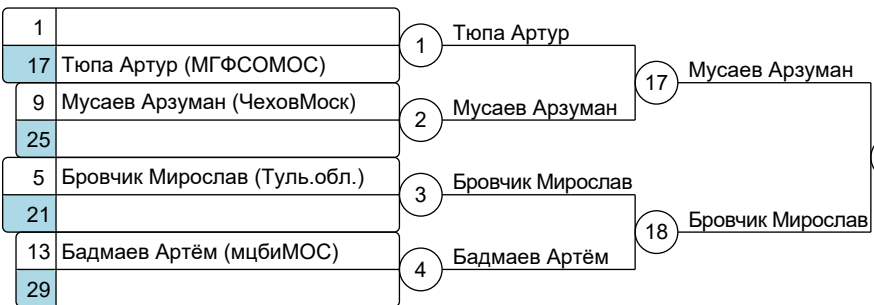 1
17 Тюпа Артур (МГФСОМОС)
1 Тюпа Артур
9 Мусаев Арзуман (ЧеховМоск)
25
2 Мусаев Арзуман
17 Мусаев Арзуман
5 Бровчик Мирослав (Туль.обл.)
21
3 Бровчик Мирослав
13 Бадмаев Артём (мцбиМОС)
29
4 Бадмаев Артём
18 Бровчик Мирослав